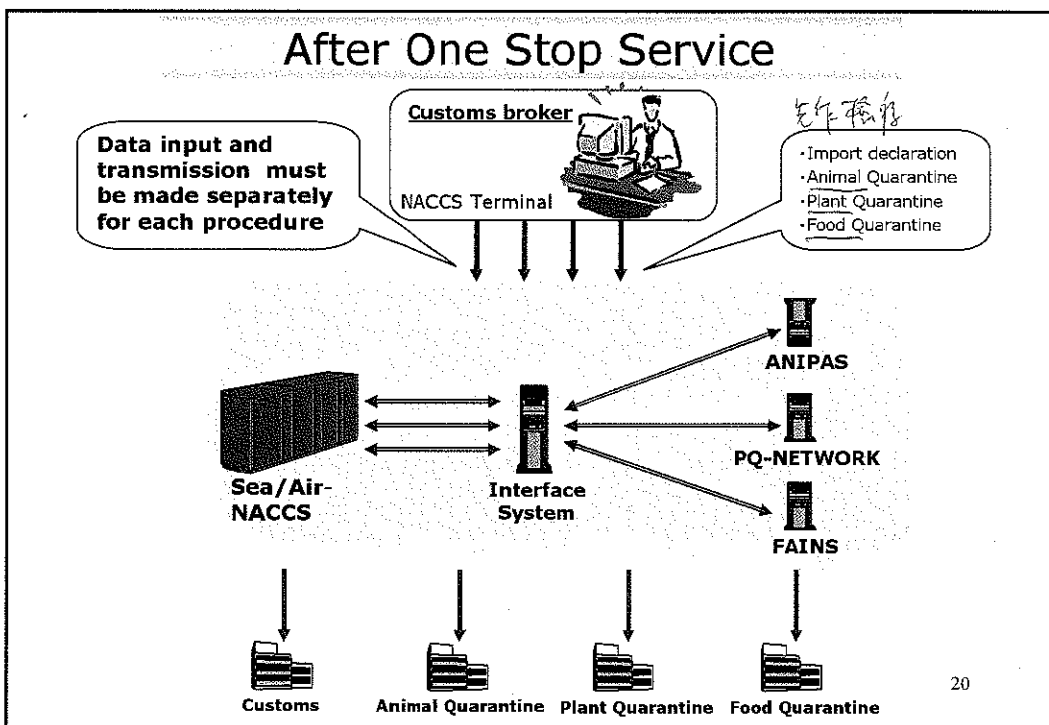 After One Stop Service
Customs broker
NACCS Terminal
Data input and
transmission must
be made separately
for each procedure
·Import declaration
·Animal Quarantine
·Plant Quarantine
·Food Quarantine
ANIPAS
PQ-NETWORK
FAINS
Sea/Air-
NACCS
Interface
System
Customs
Animal Quarantine
Plant Quarantine
Food Quarantine
20